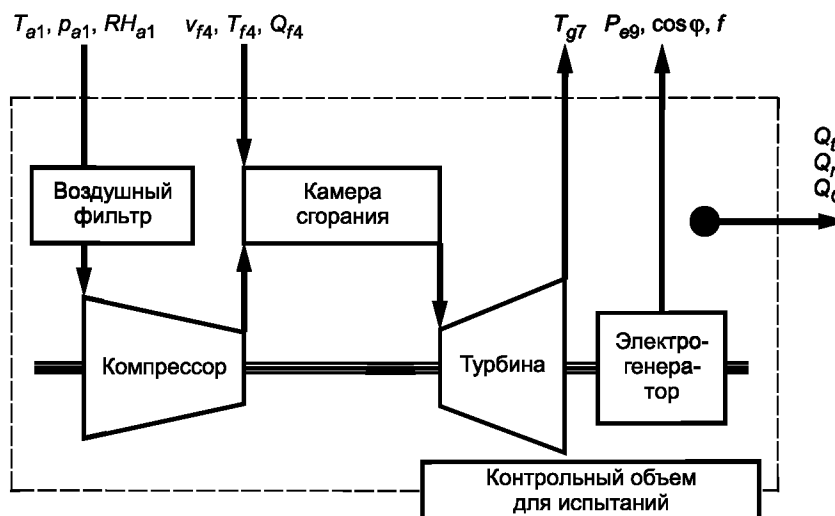 T_a1, p_a1, RH_a1 v_f4, T_f4, Q_f4 T_g7 P_e9, cos φ, f
Воздушный
фильтр
Камера
сгорания
Q
Q
Q
Компрессор
Турбина
Электро-
генера-
тор
Контрольный объем
для испытаний